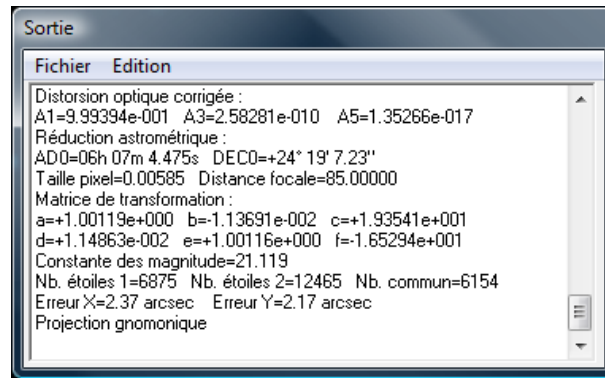 Sortie
Fichier Edition
Distorsion optique corrigée :
A1=9.99394e-001 A3=2.58281e-010 A5=1.35266e-017
Réduction astrométrique :
AD0=06h 07m 4.475s DEC0=+24° 19' 7.23''
Taille pixel=0.00585 Distance focale=85.00000
Matrice de transformation :
a=+1.00119e+000 b=-1.13691e-002 c=+1.93541e+001
d=+1.14863e-002 e=+1.00116e+000 f=-1.65294e+001
Constante des magnitude=21.119
Nb. étoiles 1=6875 Nb. étoiles 2=12465 Nb. commun=6154
Erreur X=2.37 arcsec Erreur Y=2.17 arcsec
Projection gnomonique